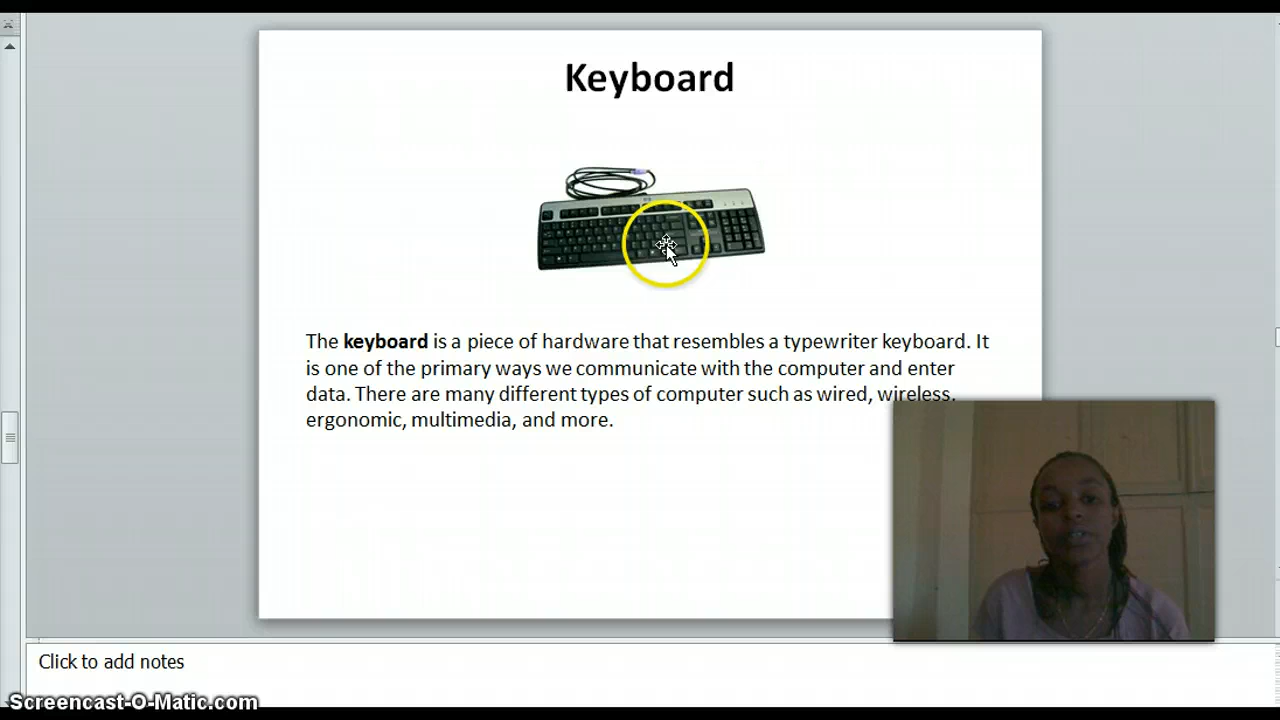 Keyboard
The keyboard is a piece of hardware that resembles a typewriter keyboard. It
is one of the primary ways we communicate with the computer and enter
data. There are many different types of computer such as wired, wireless,
ergonomic, multimedia, and more.
Click to add notes
Screencast-O-Matic.com